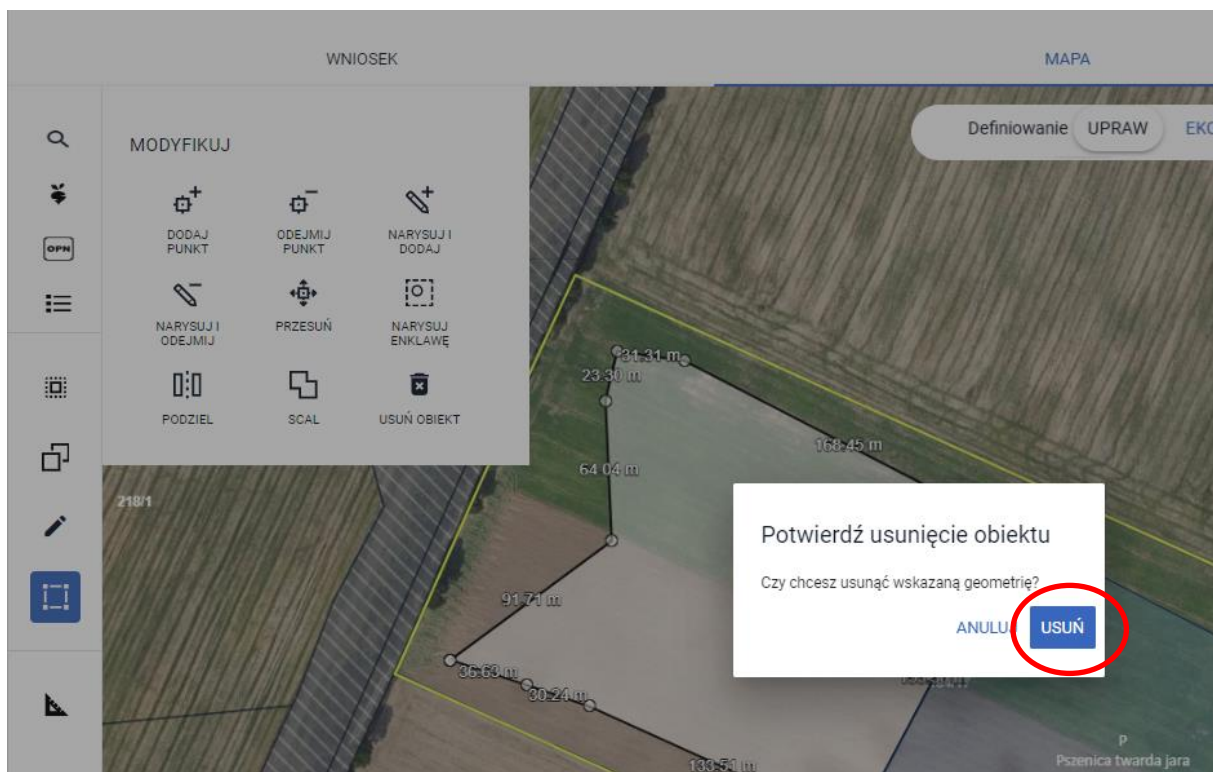 WNIOSEK
MAPA
Definiowanie UPRAW
MODYFIKUJ
DODAJ
PUNKT
ODEJMIJ
PUNKT
NARYSUJ I
DODAJ
OPN
NARYSUJ I
ODEJMIJ
PRZESUŃ
NARYSUJ
ENKLAWĘ
PODZIEL
SCAL
USUŃ OBIEKT
31.31 m
23.30 m
168.45 m
64.04 m
218/1
Potwierdź usunięcie obiektu
Czy chcesz usunąć wskazaną geometrię?
ANULUJ USUŃ
91.71 m
36.63 m
30.24 m
133.51 m
P
Pszenica twarda jara